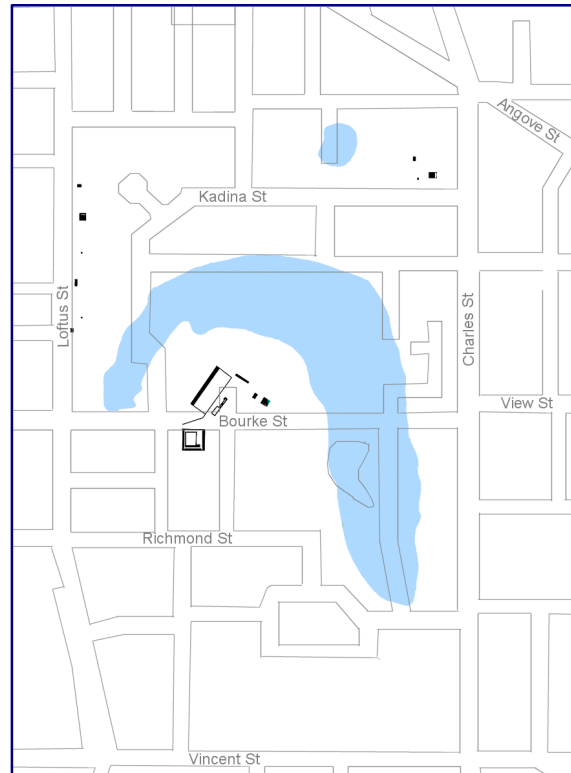 Angove St
Kadina St
Loftus St
Charles St
View St
Bourke St
Richmond St
Vincent St